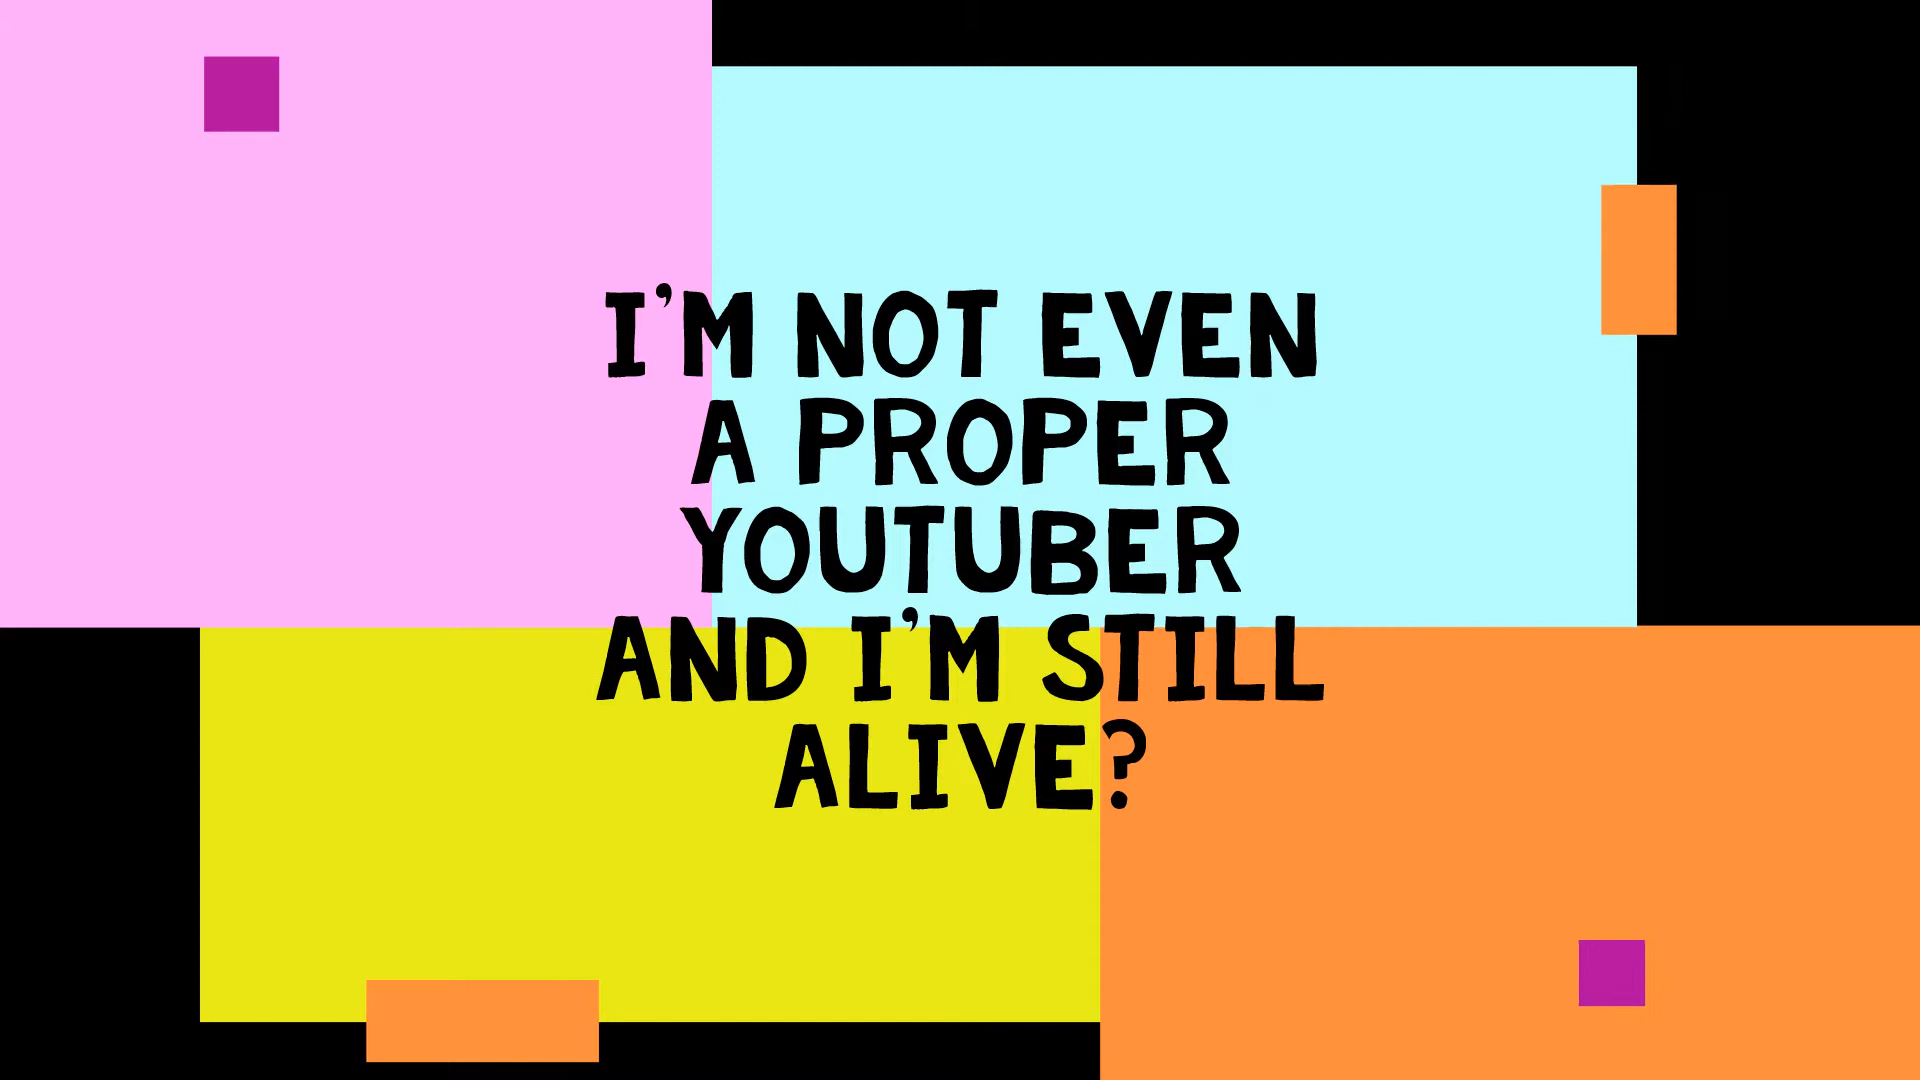 I'M NOT EVEN
A PROPER
YOUTUBER
AND I'M STILL
ALIVE?